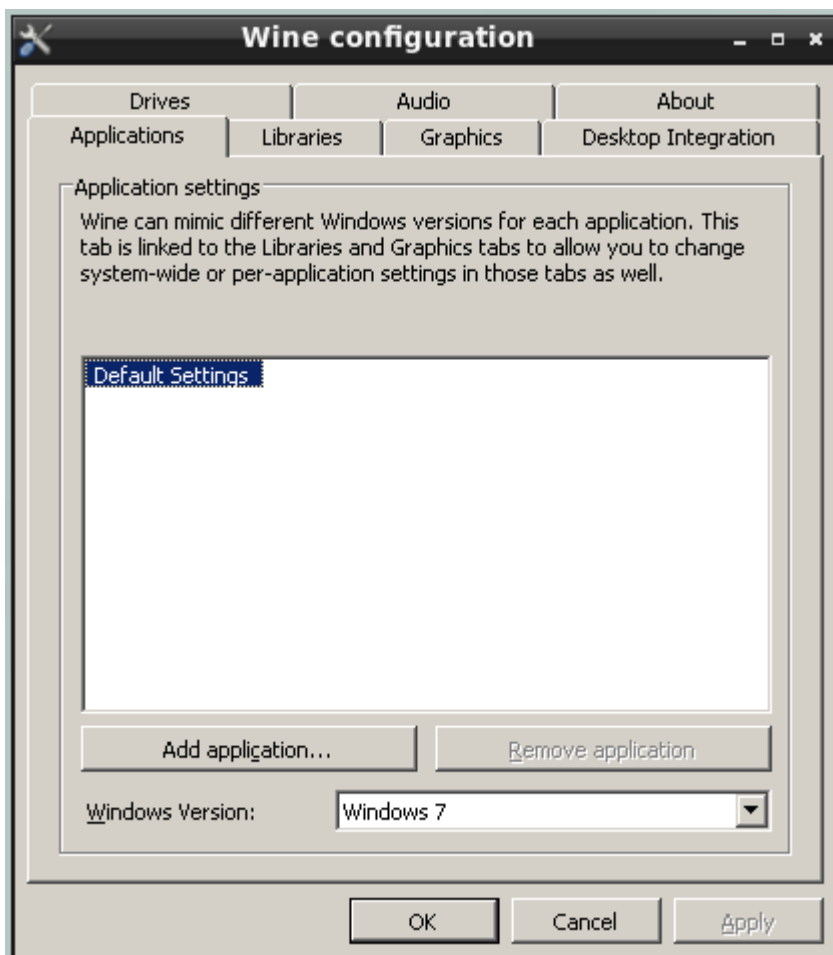 Wine configuration
Drives
Audio
About
Applications
Libraries
Graphics
Desktop Integration
Application settings
Wine can mimic different Windows versions for each application. This
tab is linked to the Libraries and Graphics tabs to allow you to change
system-wide or per-application settings in those tabs as well.
Default Settings
Add application...
Remove application
Windows Version:
Windows 7
OK
Cancel
Apply